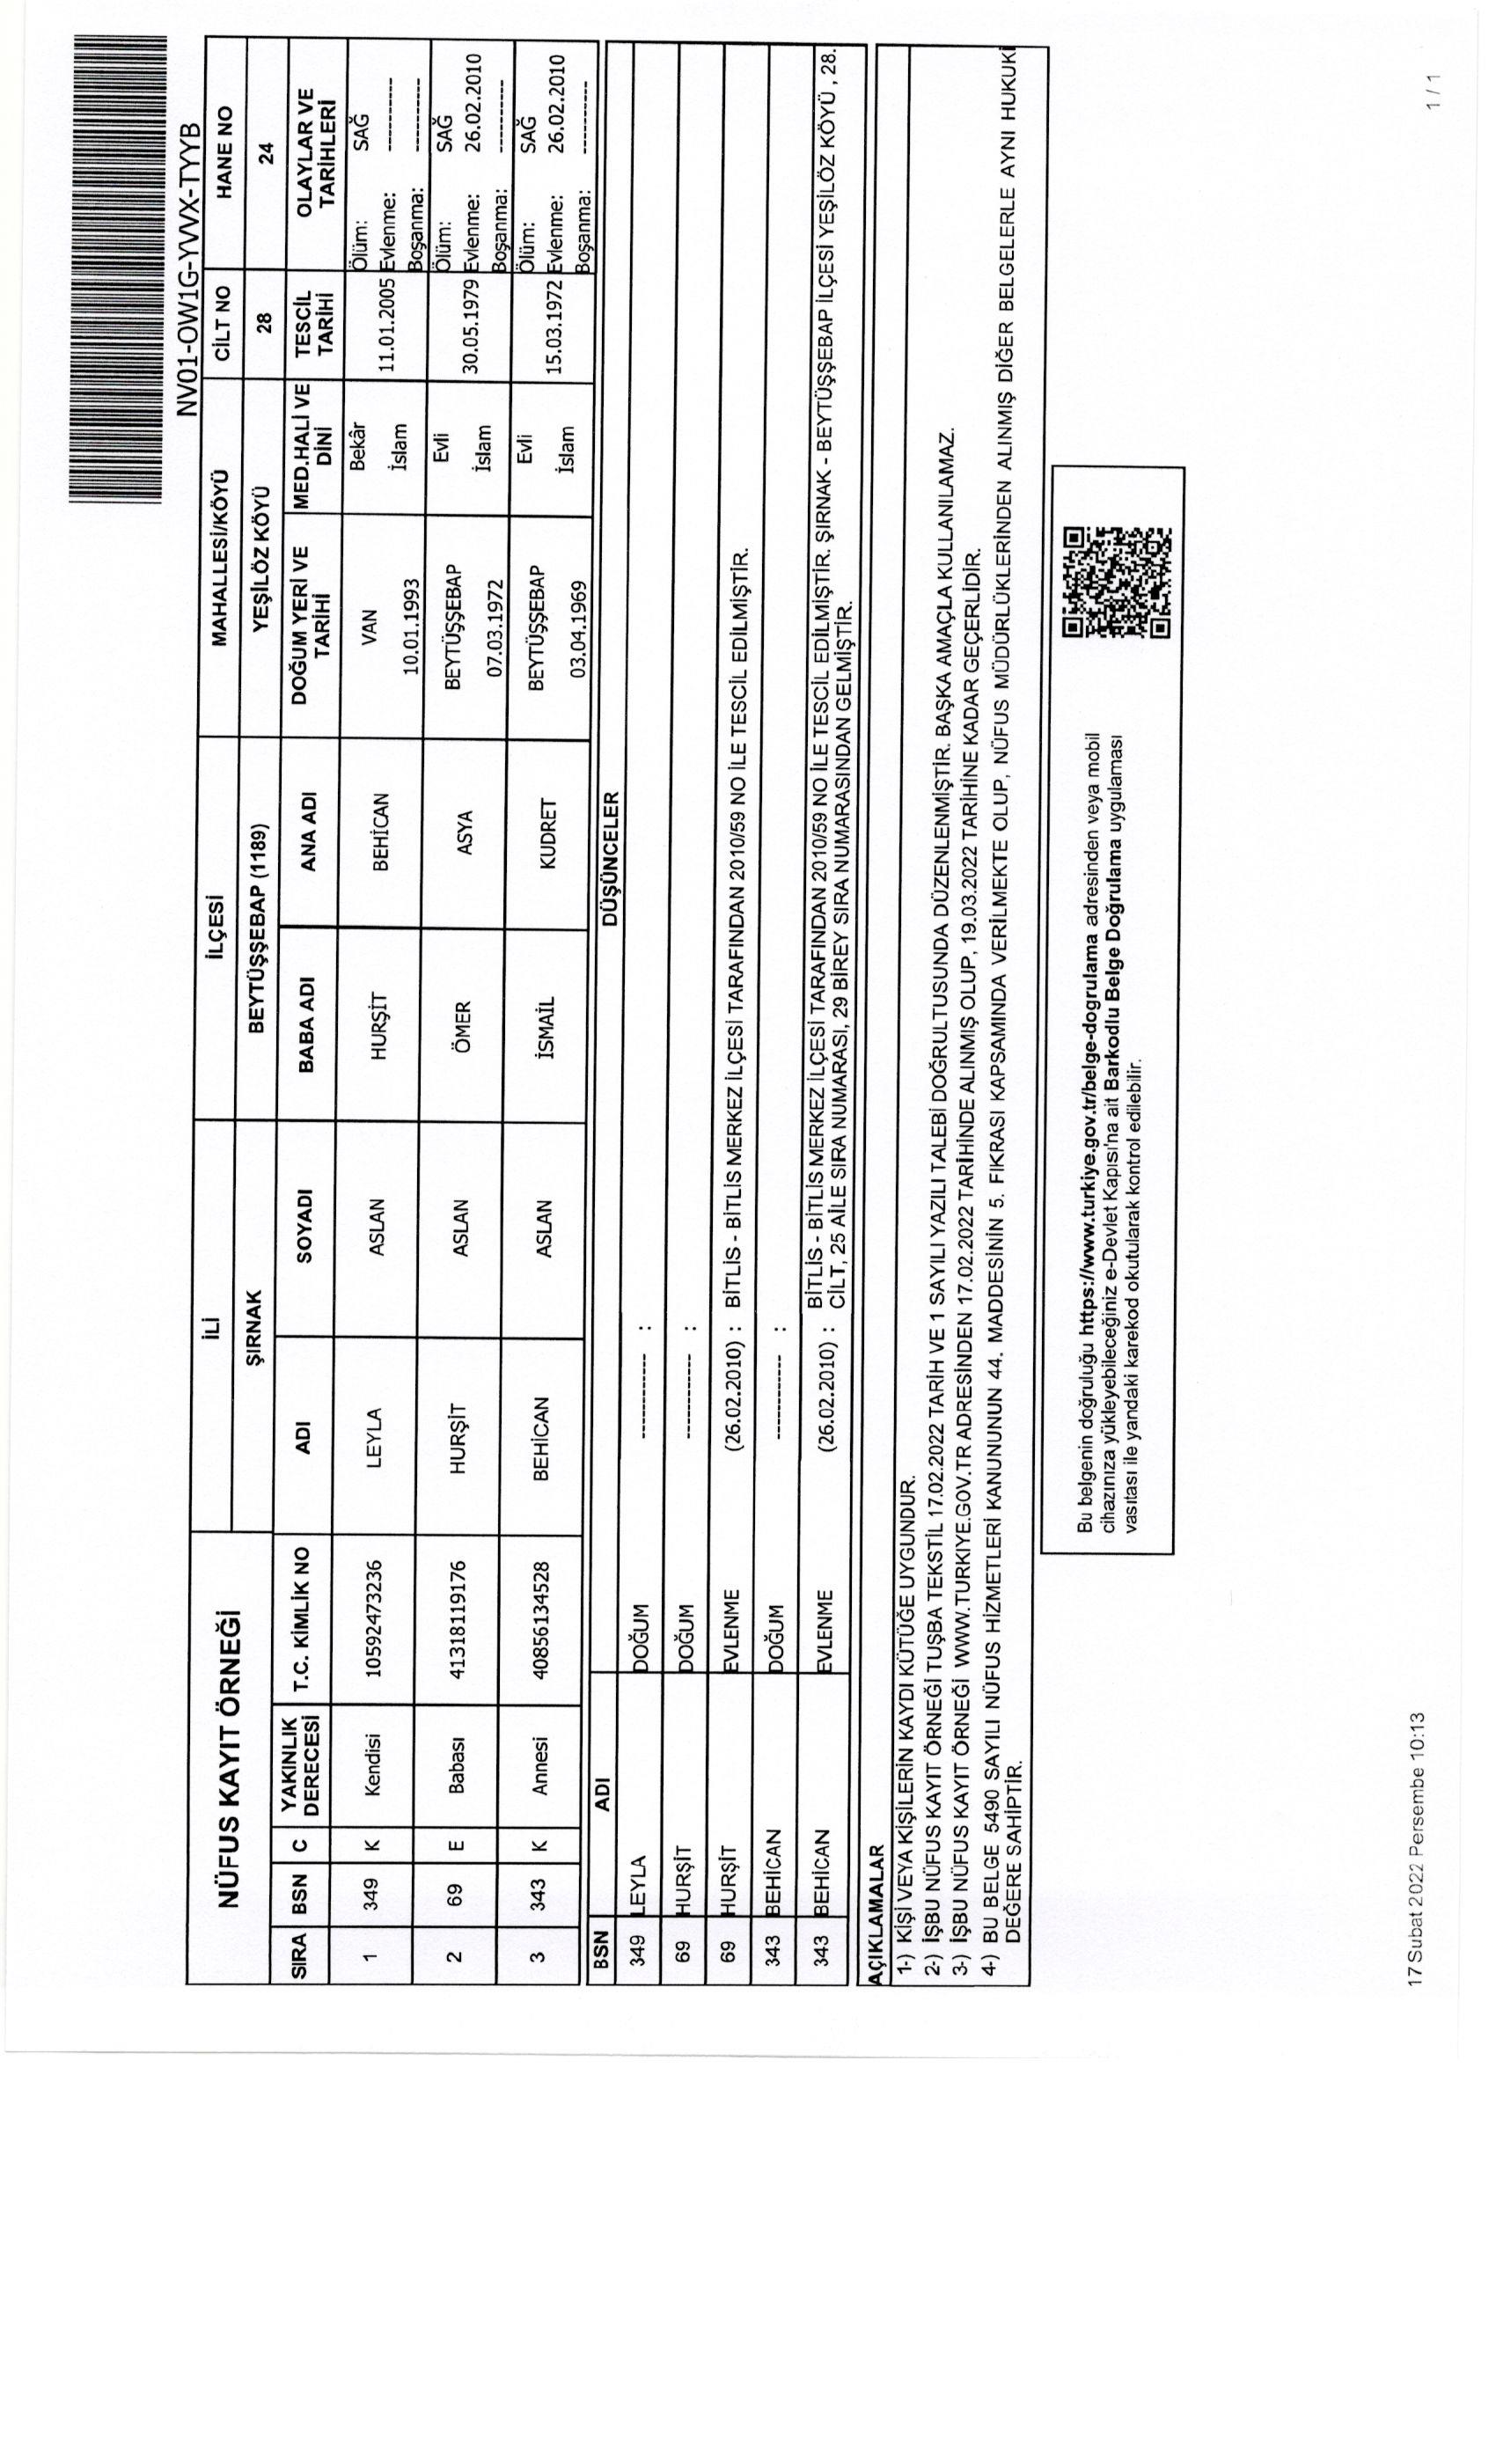 NV01-OW1G-YVVX-TYYB
NÜFUS KAYIT ÖRNEĞİ İLİ İLÇESİ MAHALLESİ/KÖYÜ CİLT NO HANE NO
ŞIRNAK BEYTÜŞŞEBAP (1189) YEŞİLÖZ KÖYÜ 28 24
SIRA BSN C YAKINLIK DERECESİ T.C. KİMLİK NO ADI SOYADI BABA ADI ANA ADI DOĞUM YERİ VE TARİHİ MED.HALİ VE DİNİ TESCİL TARİHİ OLAYLAR VE TARİHLERİ
1 349 K Kendisi 10592473236 LEYLA ASLAN HURŞİT BEHİCAN VAN 10.01.1993 Bekâr İslam 11.01.2005 Ölüm: SAĞ Evlenme: ---------- Boşanma: ----------
2 69 E Babası 41318119176 HURŞİT ASLAN ÖMER ASYA BEYTÜŞŞEBAP 07.03.1972 Evli İslam 30.05.1979 Ölüm: SAĞ Evlenme: 26.02.2010 Boşanma: ----------
3 343 K Annesi 40856134528 BEHİCAN ASLAN İSMAİL KUDRET BEYTÜŞŞEBAP 03.04.1969 Evli İslam 15.03.1972 Ölüm: SAĞ Evlenme: 26.02.2010 Boşanma: ----------
BSN ADI DÜŞÜNCELER
349 LEYLA DOĞUM ---------- :
69 HURŞİT DOĞUM ---------- :
69 HURŞİT EVLENME (26.02.2010) : BİTLİS - BİTLİS MERKEZ İLÇESİ TARAFINDAN 2010/59 NO İLE TESCİL EDİLMİŞTİR.
343 BEHİCAN DOĞUM ---------- :
343 BEHİCAN EVLENME (26.02.2010) : BİTLİS - BİTLİS MERKEZ İLÇESİ TARAFINDAN 2010/59 NO İLE TESCİL EDİLMİŞTİR. ŞIRNAK - BEYTÜŞŞEBAP İLÇESİ YEŞİLÖZ KÖYÜ , 28.
CİLT, 25 AİLE SIRA NUMARASI, 29 BİREY SIRA NUMARASINDAN GELMİŞTİR.
AÇIKLAMALAR
1-) KİŞİ VEYA KİŞİLERİN KAYDI KÜTÜĞE UYGUNDUR.
2-) İŞBU NÜFUS KAYIT ÖRNEĞİ TUŞBA TEKSTİL 17.02.2022 TARİH VE 1 SAYILI YAZILI TALEBİ DOĞRULTUSUNDA DÜZENLENMİŞTİR. BAŞKA AMAÇLA KULLANILAMAZ.
3-) İŞBU NÜFUS KAYIT ÖRNEĞİ WWW.TURKIYE.GOV.TR ADRESİNDEN 17.02.2022 TARİHİNDE ALINMIŞ OLUP, 19.03.2022 TARİHİNE KADAR GEÇERLİDİR.
4-) BU BELGE 5490 SAYILI NÜFUS HİZMETLERİ KANUNUNUN 44. MADDESİNİN 5. FIKRASI KAPSAMINDA VERİLMEKTE OLUP, NÜFUS MÜDÜRLÜKLERİNDEN ALINMIŞ DİĞER BELGELERLE AYNI HUKUKİ
DEĞERE SAHİPTİR.
Bu belgenin doğruluğu https://www.turkiye.gov.tr/belge-dogrulama adresinden veya mobil
cihazınıza yükleyebileceğiniz e-Devlet Kapısı'na ait Barkodlu Belge Doğrulama uygulaması
vasıtası ile yandaki karekod okutularak kontrol edilebilir.
17 Subat 2022 Persembe 10:13
1 / 1